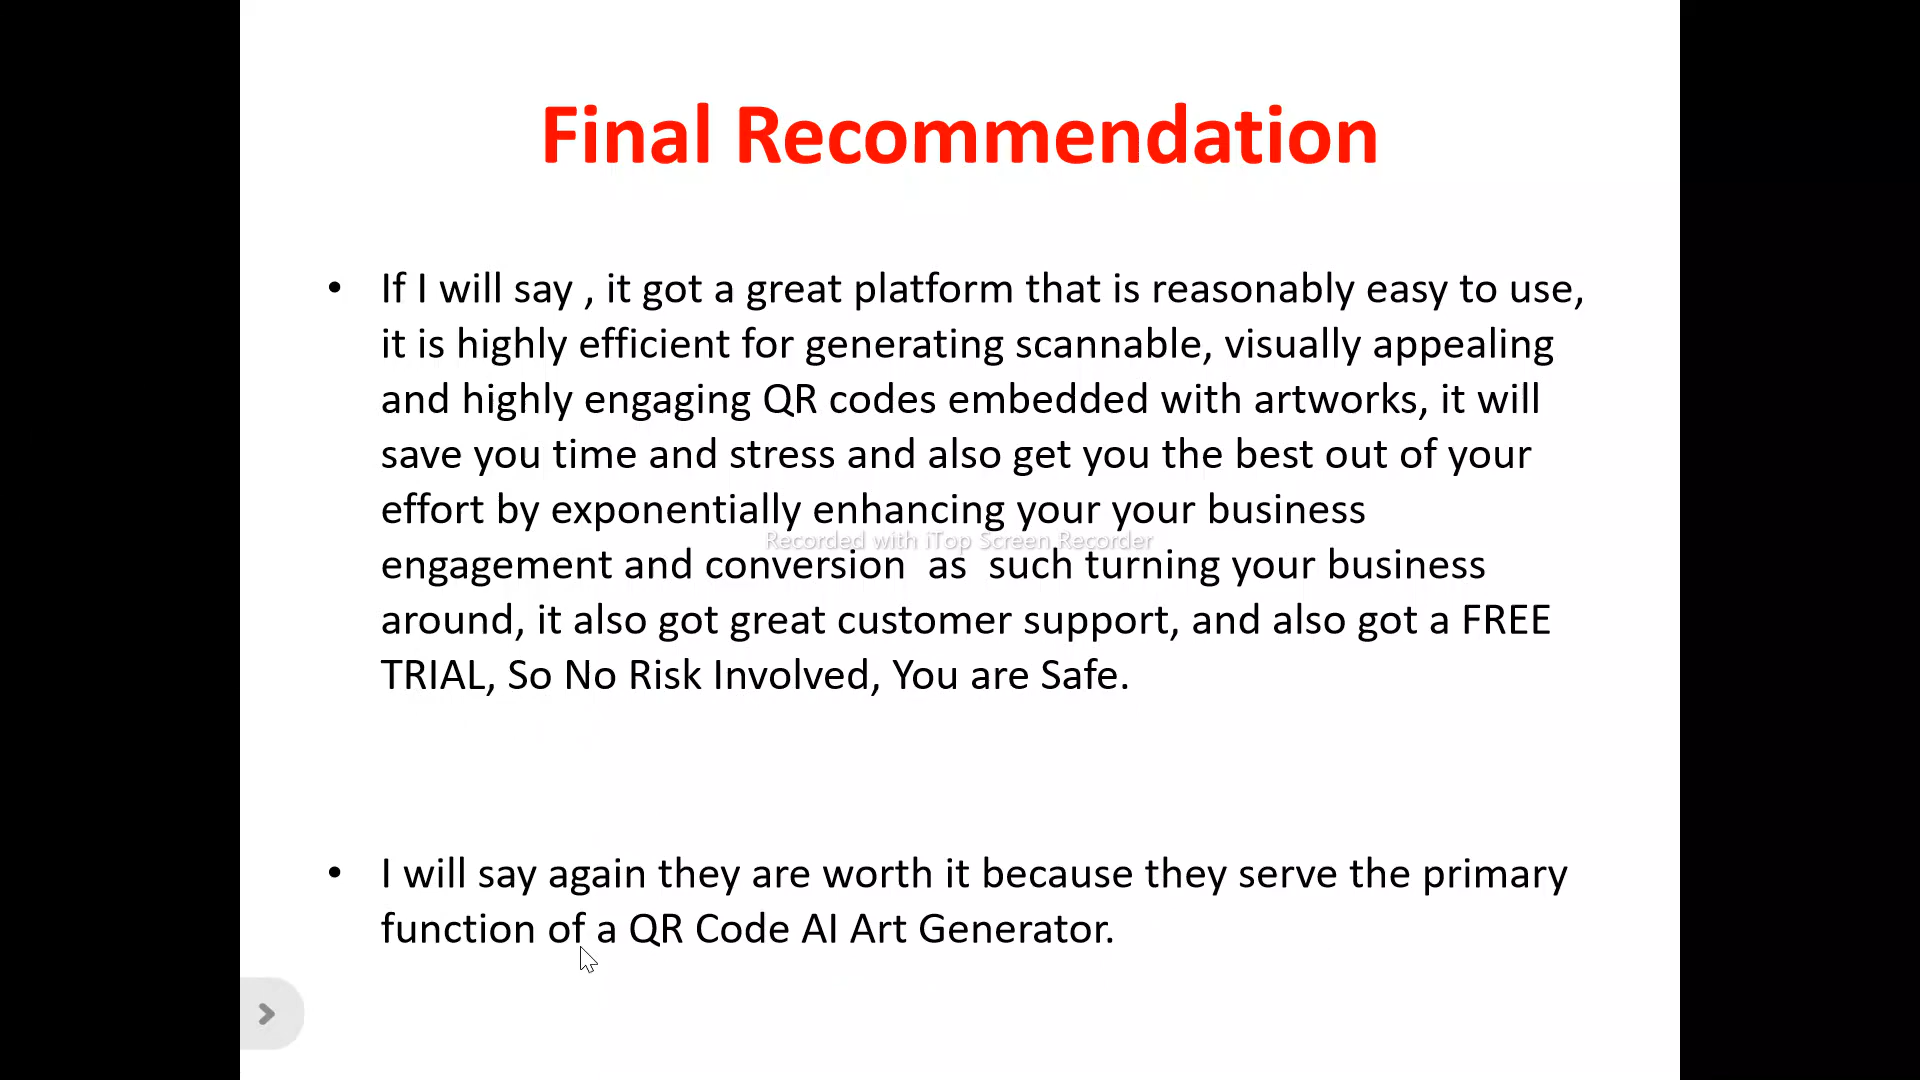 Final Recommendation
• If I will say , it got a great platform that is reasonably easy to use,
it is highly efficient for generating scannable, visually appealing
and highly engaging QR codes embedded with artworks, it will
save you time and stress and also get you the best out of your
effort by exponentially enhancing your your business
Recorded with iTop Screen Recorder
engagement and conversion  as  such turning your business
around, it also got great customer support, and also got a FREE
TRIAL, So No Risk Involved, You are Safe.
• I will say again they are worth it because they serve the primary
function of a QR Code AI Art Generator.